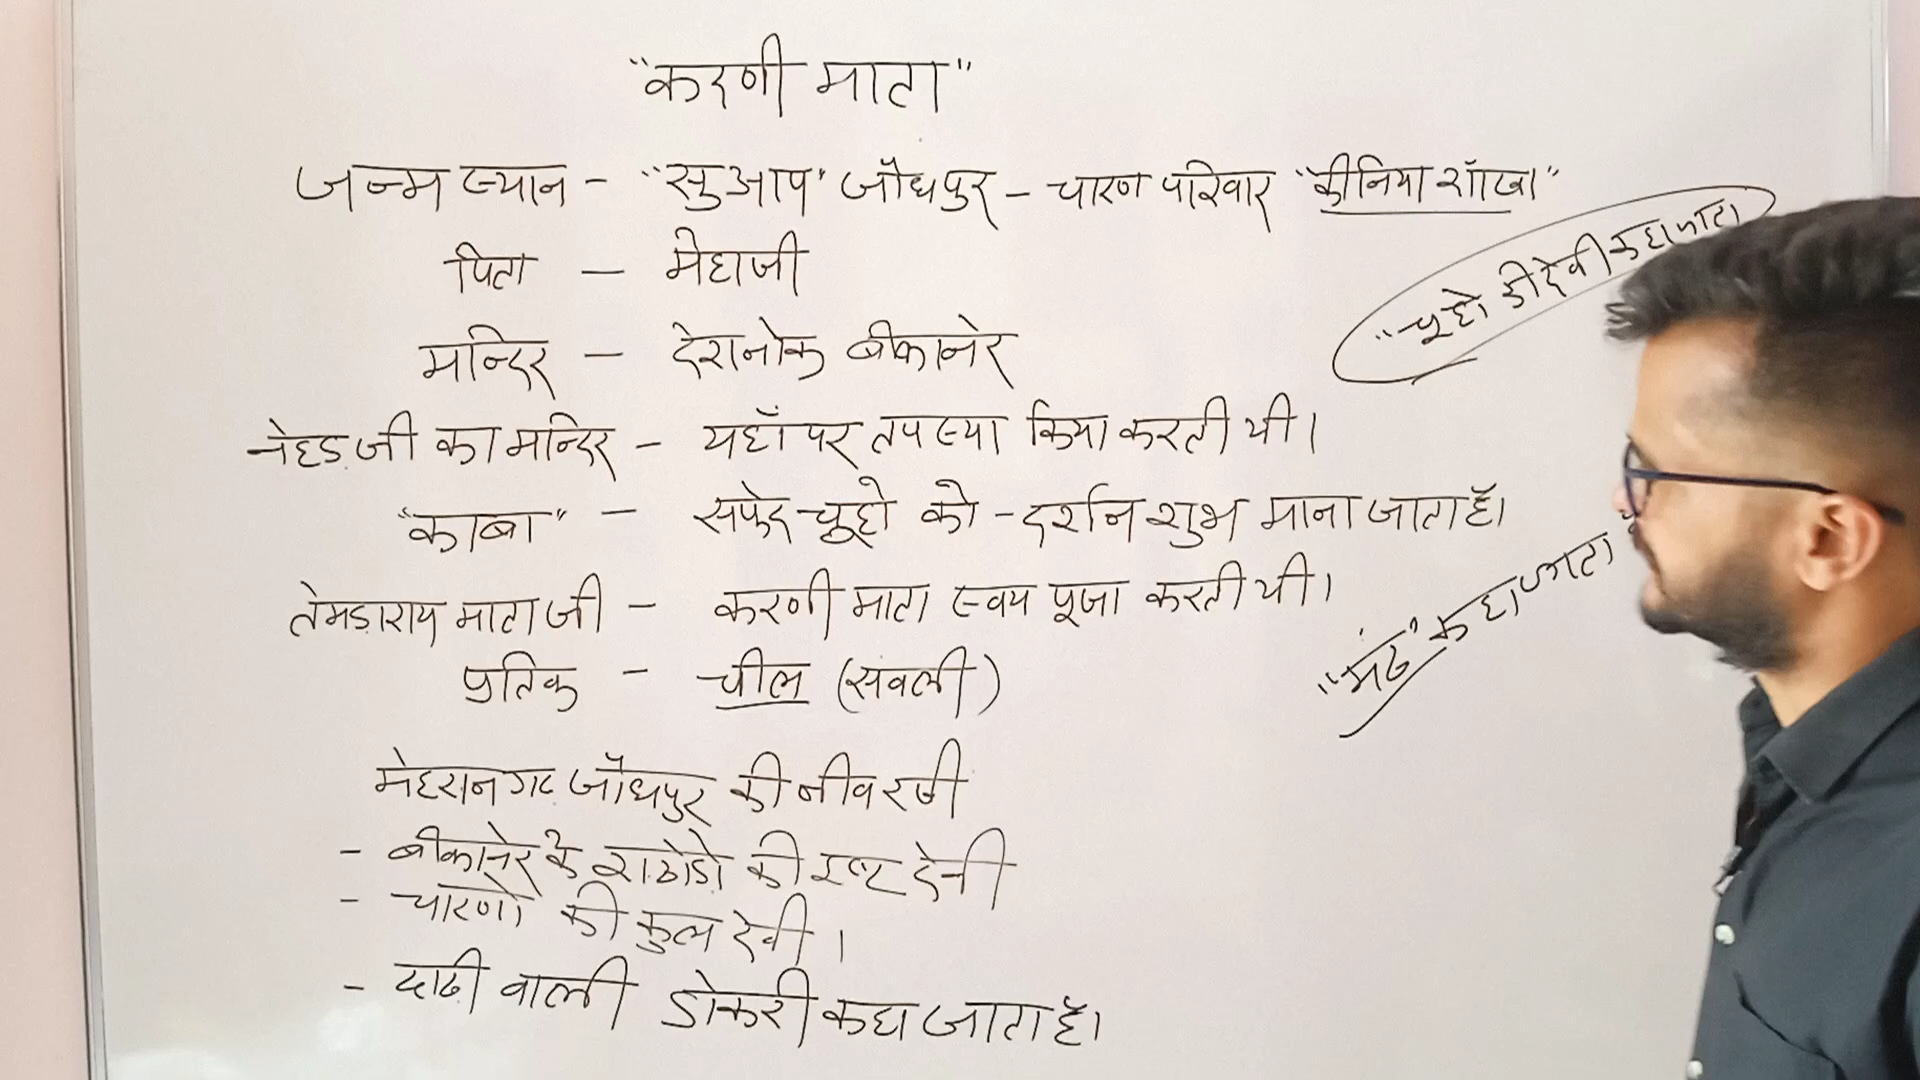 "करणी माता"
जन्म स्थान - "सुआप" जोधपुर - चारण परिवार "कीनिया शाॅखा"
"चूहो की देवी कहा जाता
पिता - मेहाजी
मन्दिर - देशनोक बीकानेर
नेहड़ जी का मन्दिर - यहाॅ पर तपस्या किया करती थी।
"काबा" - सफेद चूहो को - दर्शन शुभ माना जाता है।
तेमड़ाराय माता जी - करणी माता स्वय पूजा करती थी।
"मंढ" कहा जाता
प्रतिक - चील (सवली)
मेहरानगढ जोधपुर की नीव रखी
- बीकानेर के राठोडो की इष्ट देवी
- चारणो की कुल देवी।
- दाढी वाली डोकरी कहा जाता है।